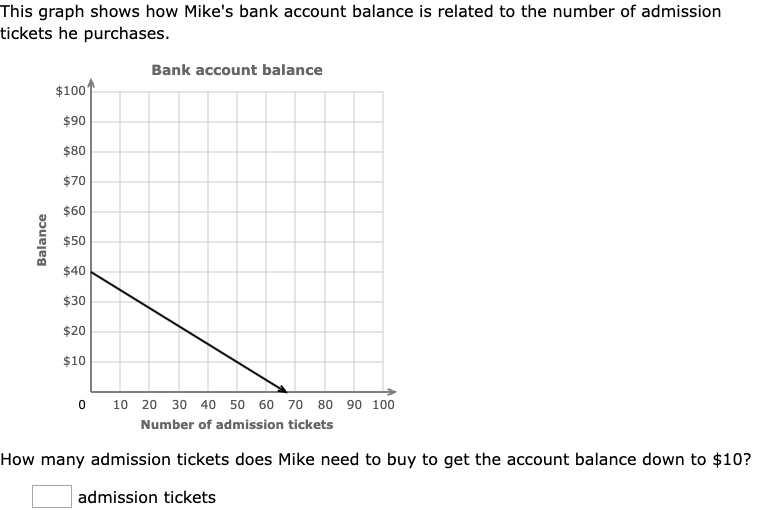 This graph shows how Mike's bank account balance is related to the number of admission
tickets he purchases.
Bank account balance
$100
$90
$80
$70
$60
$50
$40
$30
$20
$10
Balance
0 10 20 30 40 50 60 70 80 90 100
Number of admission tickets
How many admission tickets does Mike need to buy to get the account balance down to $10?
admission tickets